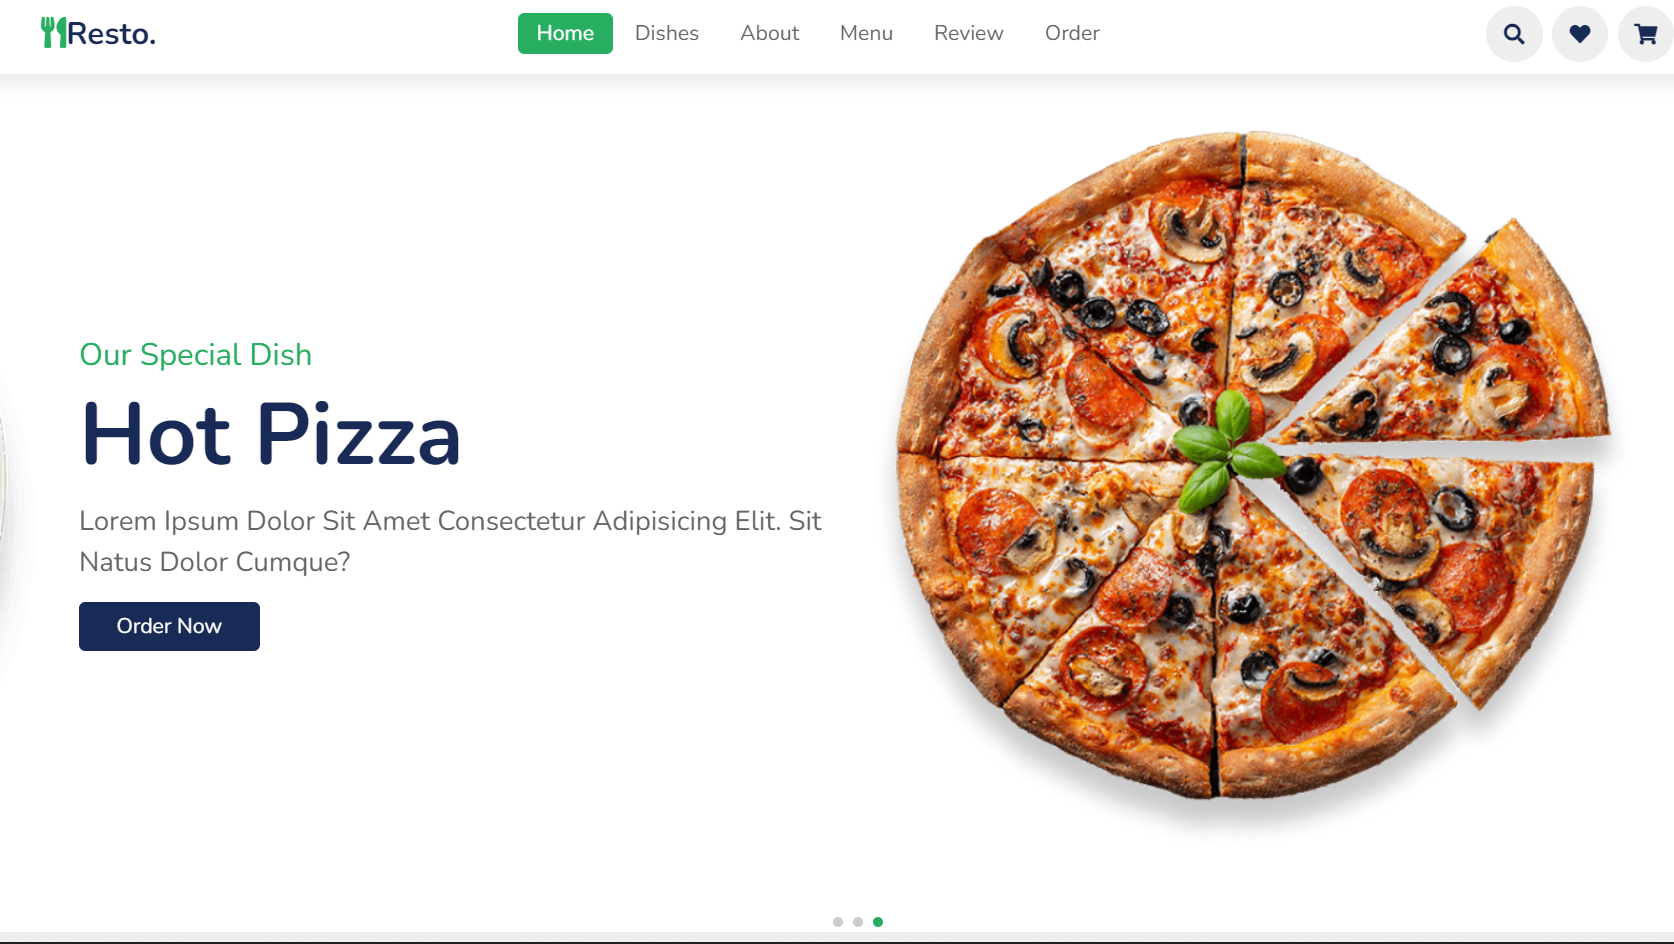 Resto.
Home Dishes About Menu Review Order
Our Special Dish
Hot Pizza
Lorem Ipsum Dolor Sit Amet Consectetur Adipisicing Elit. Sit
Natus Dolor Cumque?
Order Now